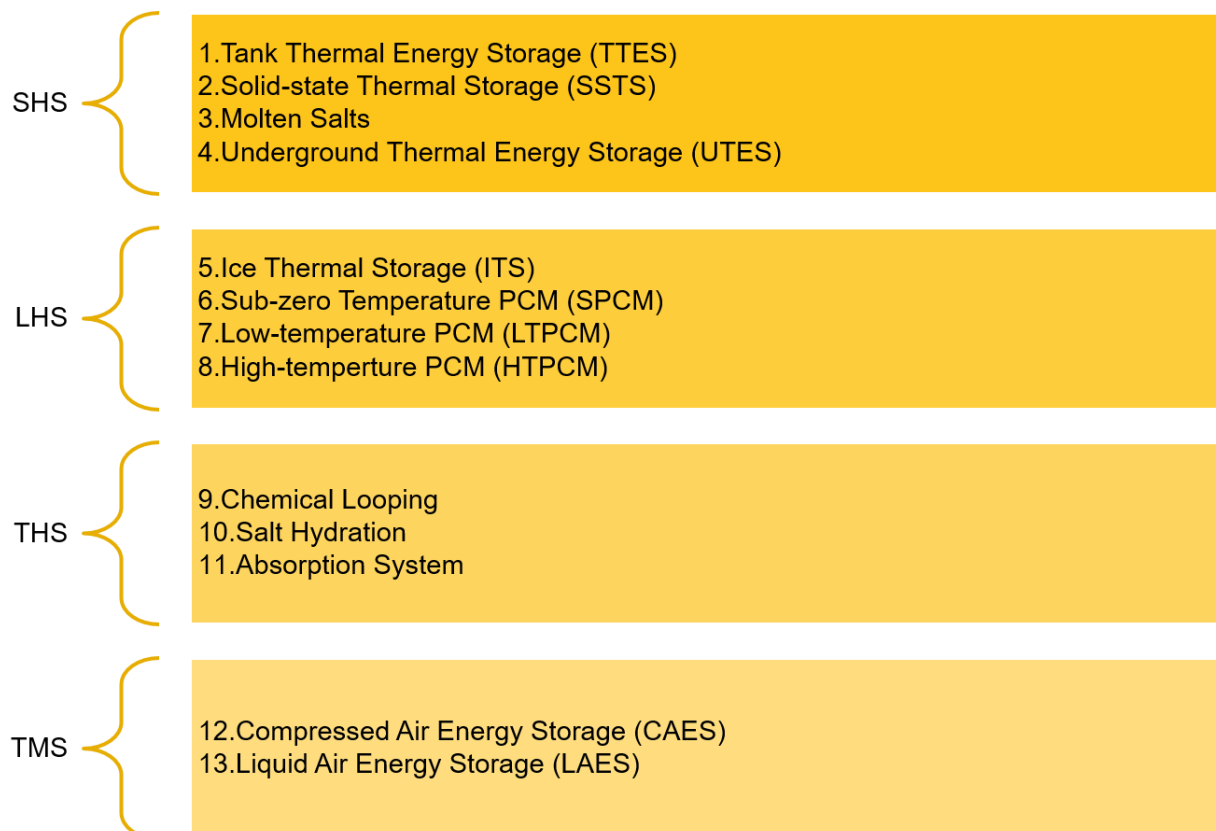 SHS
1.Tank Thermal Energy Storage (TTES)
2.Solid-state Thermal Storage (SSTS)
3.Molten Salts
4.Underground Thermal Energy Storage (UTES)
LHS
5.Ice Thermal Storage (ITS)
6.Sub-zero Temperature PCM (SPCM)
7.Low-temperature PCM (LTPCM)
8.High-temperture PCM (HTPCM)
THS
9.Chemical Looping
10.Salt Hydration
11.Absorption System
TMS
12.Compressed Air Energy Storage (CAES)
13.Liquid Air Energy Storage (LAES)